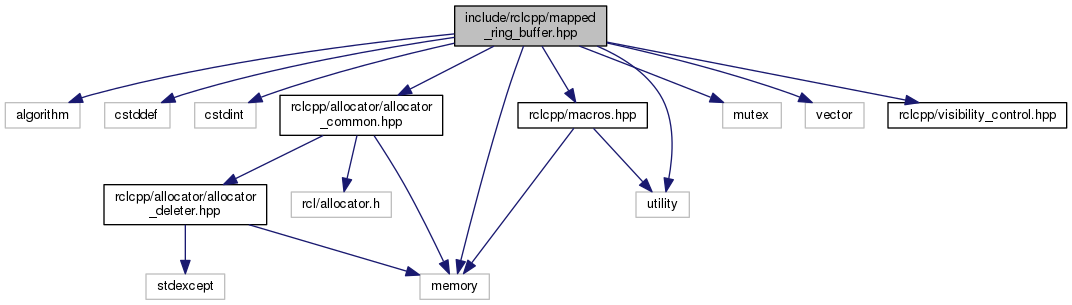 include/rclcpp/mapped
_ring_buffer.hpp
algorithm
cstddef
cstdint
rclcpp/allocator/allocator
_common.hpp
rclcpp/macros.hpp
mutex
vector
rclcpp/visibility_control.hpp
rclcpp/allocator/allocator
_deleter.hpp
rcl/allocator.h
utility
stdexcept
memory